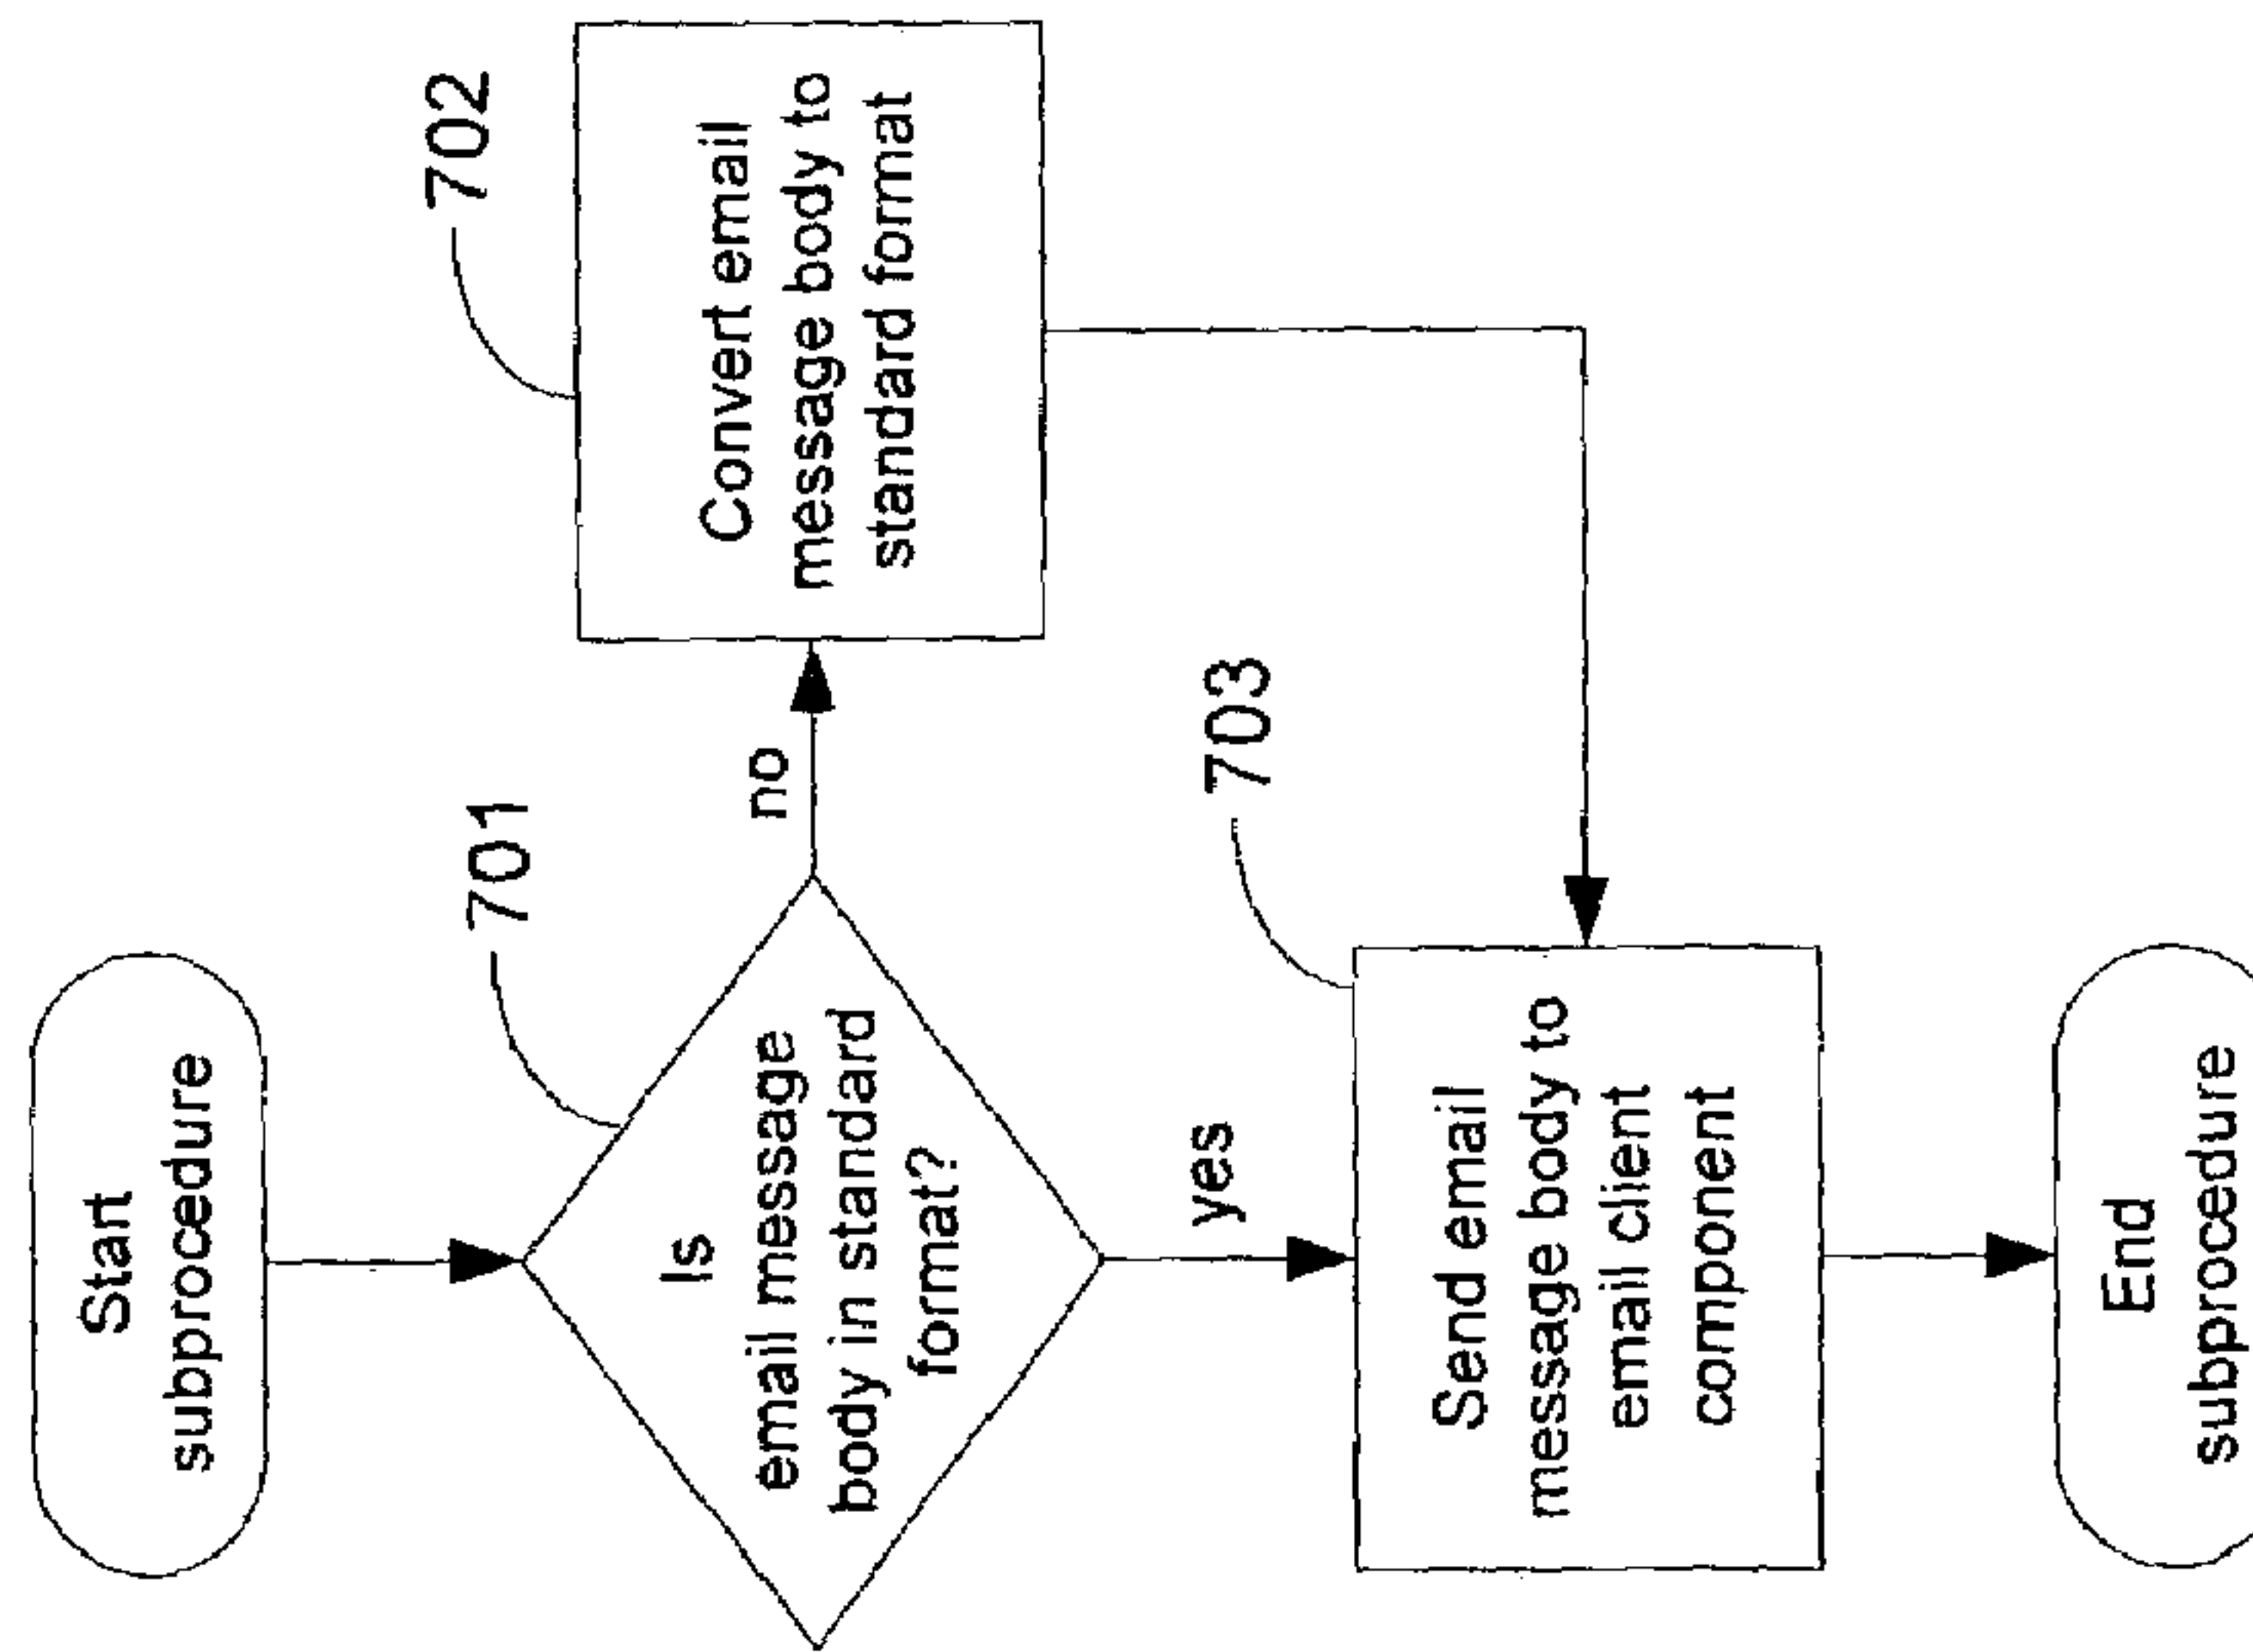 Start
subprocedure
701
Is
email message
body in standard
format?
no
702
Convert email
message body to
standard format
yes
703
Send email
message body to
email client
component
End
subprocedure